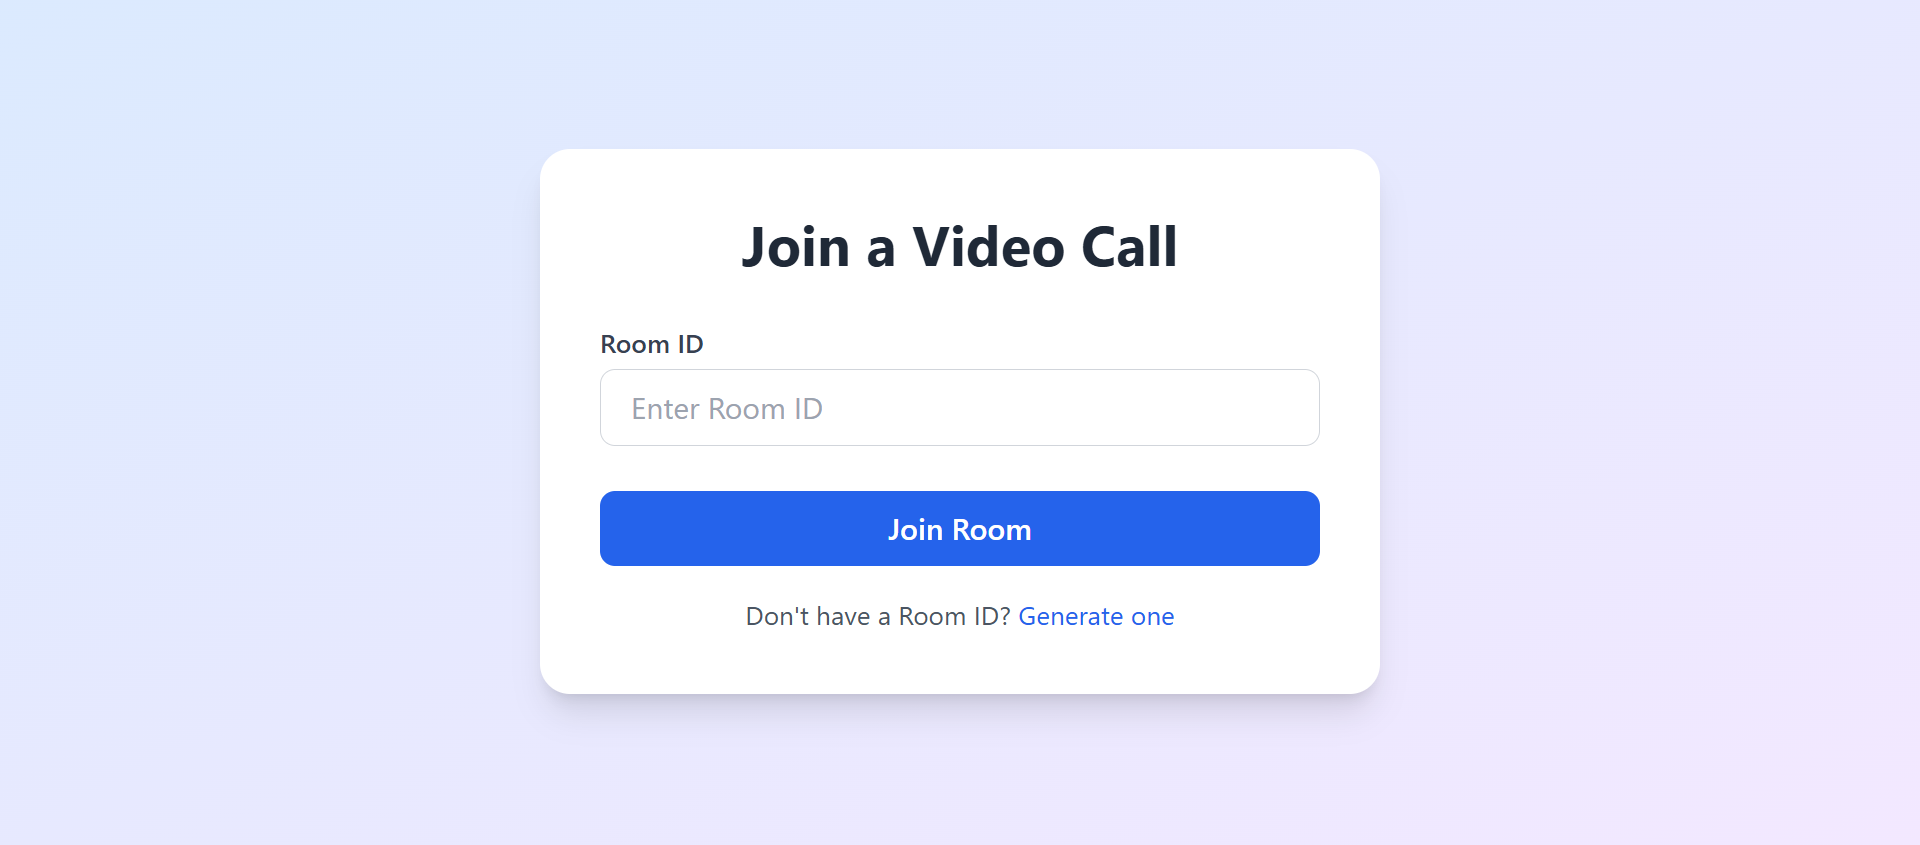 Join a Video Call
Room ID
Enter Room ID
Join Room
Don't have a Room ID? Generate one